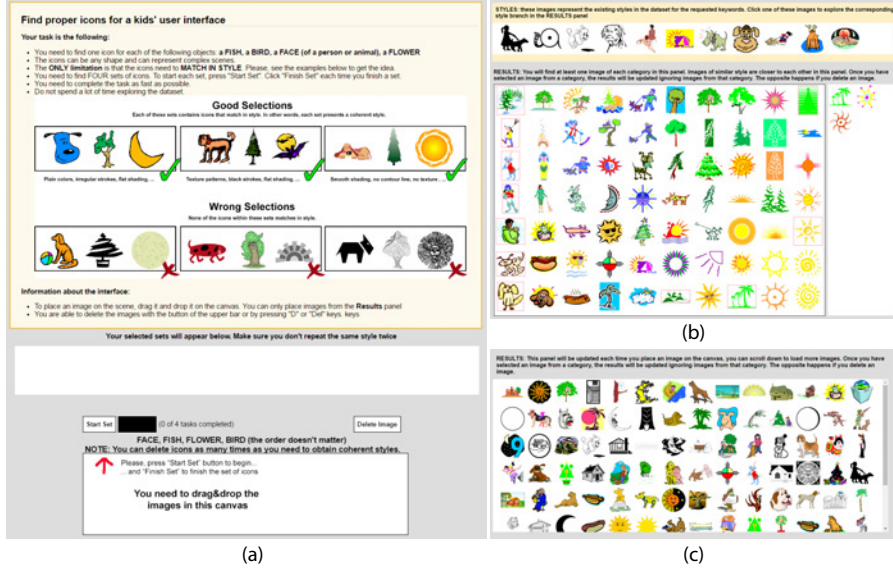 Find proper icons for a kids' user interface
Your task is the following:
• You need to find one icon for each of the following objects: a FISH, a BIRD, a FACE (of a person or animal), a FLOWER
• The icons can be any shape and can represent complex scenes.
• The ONLY limitation is that the icons need to MATCH IN STYLE. Please, see the examples below to get the idea.
• You need to find FOUR sets of icons. To start each set, press "Start Set". Click "Finish Set" each time you finish a set.
• You need to complete the task as fast as possible.
• Do not spend a lot of time exploring the dataset.
Good Selections
Each of these sets contains icons that match in style. In other words, each set presents a coherent style.
Plain colors, irregular strokes, flat shading, ...
Texture patterns, black strokes, flat shading, ...
Smooth shading, no contour line, no texture, ...
Wrong Selections
None of the icons within these sets matches in style.
Information about the interface:
• To place an image on the scene, drag it and drop it on the canvas. You can only place images from the Results panel
• You are able to delete the images with the button of the upper bar or by pressing "D" or "Del" keys. keys
Your selected sets will appear below. Make sure you don't repeat the same style twice
Start Set
(0 of 4 tasks completed)
Delete Image
FACE, FISH, FLOWER, BIRD (the order doesn't matter)
NOTE: You can delete icons as many times as you need to obtain coherent styles.
Please, press "Start Set" button to begin...
... and "Finish Set" to finish the set of icons
You need to drag&drop the
images in this canvas
(a)
STYLES: these images represent the existing styles in the dataset for the requested keywords. Click one of these images to explore the corresponding
style branch in the RESULTS panel
RESULTS: You will find at least one image of each category in this panel. Images of similar style are closer to each other in this panel. Once you have
selected an image from a category, the results will be updated ignoring images from that category. The opposite happens if you delete an image.
(b)
RESULTS: This panel will be updated each time you place an image on the canvas, you can scroll down to load more images. Once you have
selected an image from a category, the results will be updated ignoring images from that category. The opposite happens if you delete an
image.
(c)